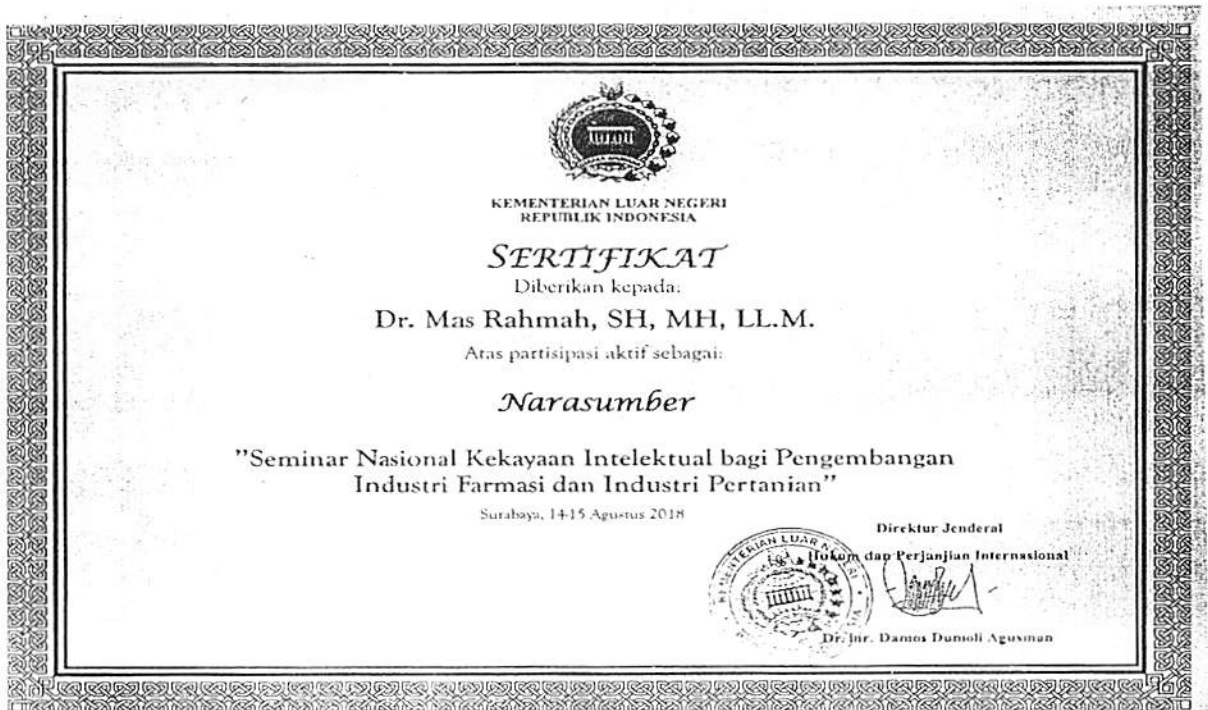 KEMENTERIAN LUAR NEGERI
REPUBLIK INDONESIA
SERTIFIKAT
Diberikan kepada:
Dr. Mas Rahmah, SH, MH, LL.M.
Atas partisipasi aktif sebagai:
Narasumber
"Seminar Nasional Kekayaan Intelektual bagi Pengembangan
Industri Farmasi dan Industri Pertanian"
Surabaya, 14-15 Agustus 2018
Direktur Jenderal
Hukum dan Perjanjian Internasional
KEMENTERIAN LUAR
Dr. Iur. Damos Dumoli Agusman